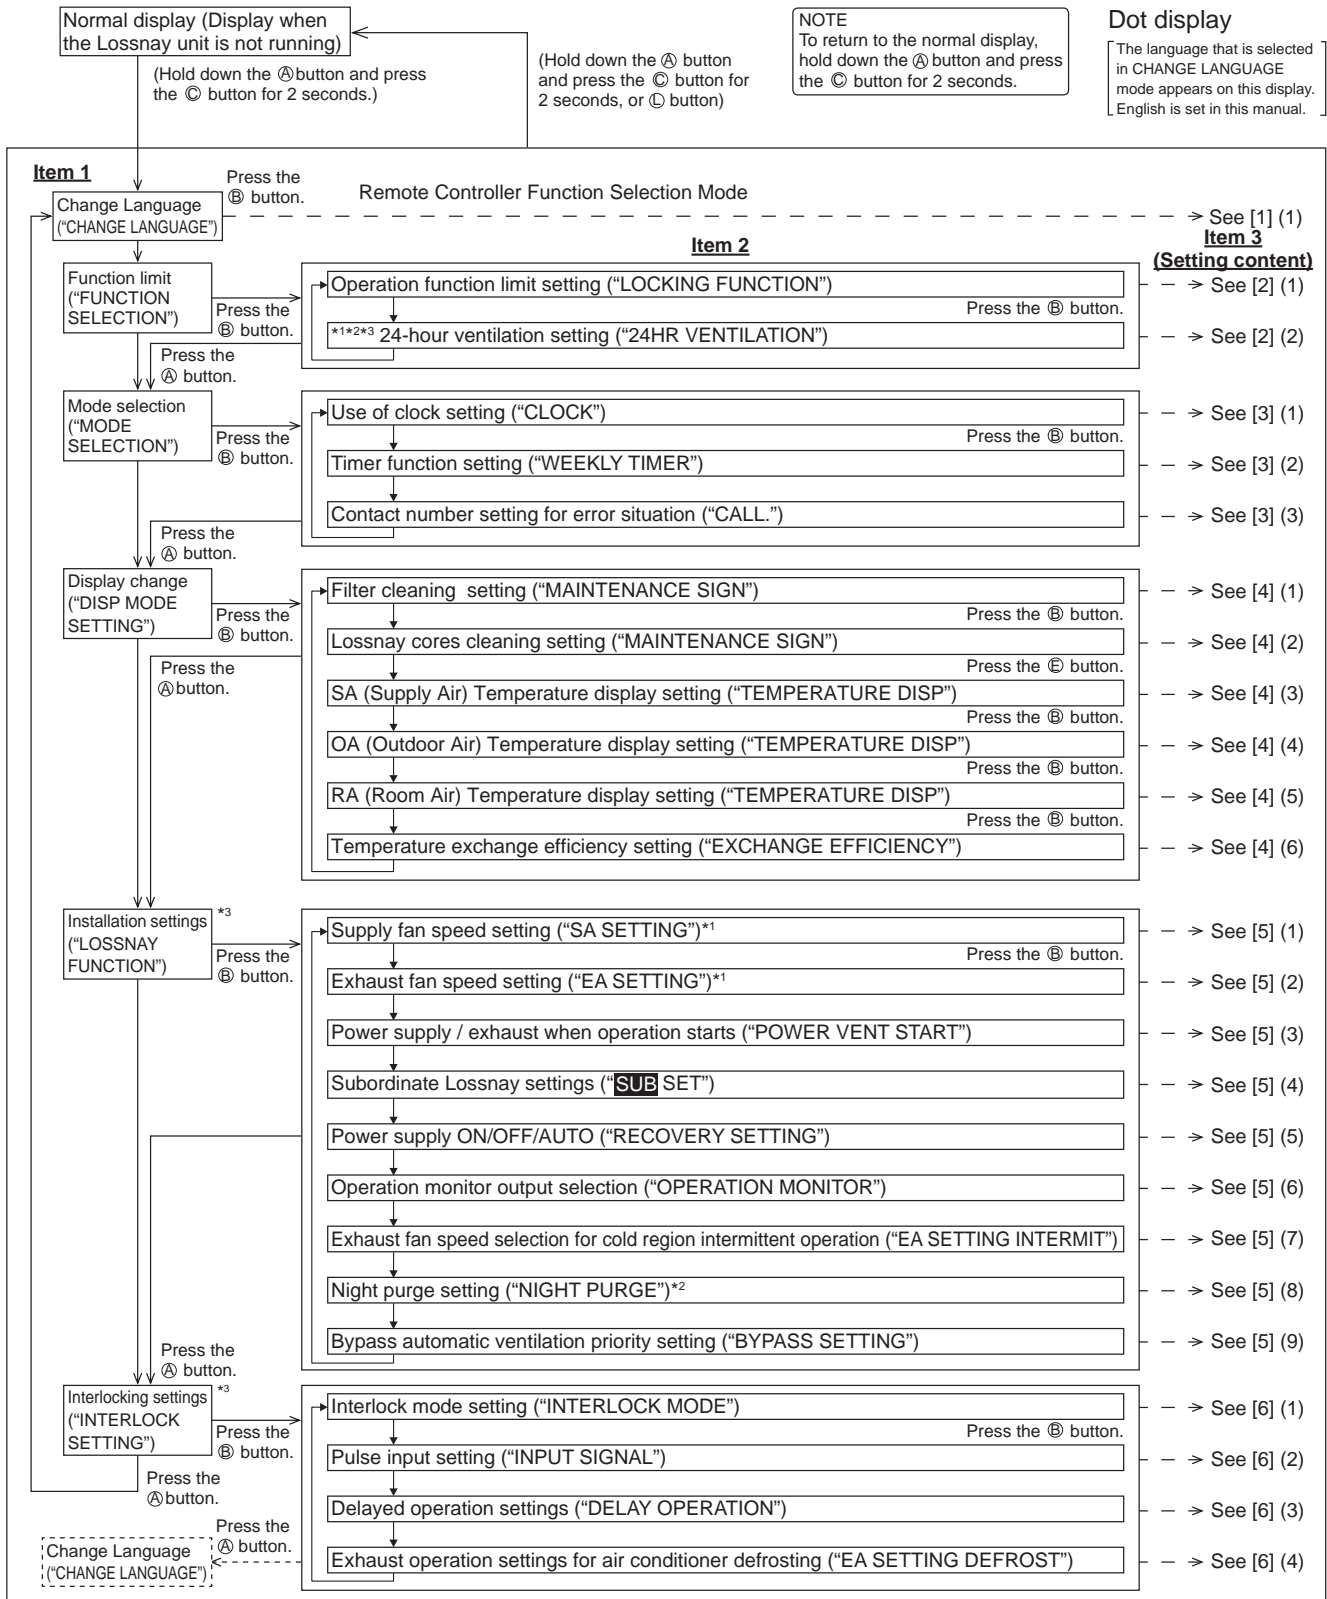 Normal display (Display when
the Lossnay unit is not running)
(Hold down the Ⓐ button and press
the Ⓒ button for 2 seconds.)
(Hold down the Ⓐ button
and press the Ⓒ button for
2 seconds, or Ⓛ button)
NOTE
To return to the normal display,
hold down the Ⓐ button and press
the Ⓒ button for 2 seconds.
Dot display
The language that is selected
in CHANGE LANGUAGE
mode appears on this display.
English is set in this manual.
Item 1
Press the
Ⓑ button.
Remote Controller Function Selection Mode
Change Language
(“CHANGE LANGUAGE”)
See [1] (1)
Item 2
Item 3
(Setting content)
Function limit
(“FUNCTION
SELECTION”)
Press the
Ⓑ button.
Operation function limit setting (“LOCKING FUNCTION”)
See [2] (1)
Press the Ⓑ button.
*1*2*3 24-hour ventilation setting (“24HR VENTILATION”)
See [2] (2)
Press the
Ⓐ button.
Mode selection
(“MODE
SELECTION”)
Press the
Ⓑ button.
Use of clock setting (“CLOCK”)
See [3] (1)
Press the Ⓑ button.
Timer function setting (“WEEKLY TIMER”)
See [3] (2)
Contact number setting for error situation (“CALL.”)
See [3] (3)
Press the
Ⓐ button.
Display change
(“DISP MODE
SETTING”)
Press the
Ⓑ button.
Filter cleaning setting (“MAINTENANCE SIGN”)
See [4] (1)
Press the Ⓑ button.
Lossnay cores cleaning setting (“MAINTENANCE SIGN”)
See [4] (2)
Press the Ⓔ button.
SA (Supply Air) Temperature display setting (“TEMPERATURE DISP”)
See [4] (3)
Press the Ⓑ button.
OA (Outdoor Air) Temperature display setting (“TEMPERATURE DISP”)
See [4] (4)
Press the Ⓑ button.
RA (Room Air) Temperature display setting (“TEMPERATURE DISP”)
See [4] (5)
Press the Ⓑ button.
Temperature exchange efficiency setting (“EXCHANGE EFFICIENCY”)
See [4] (6)
Press the
Ⓐ button.
Installation settings *3
(“LOSSNAY
FUNCTION”)
Press the
Ⓑ button.
Supply fan speed setting (“SA SETTING”)*1
See [5] (1)
Press the Ⓑ button.
Exhaust fan speed setting (“EA SETTING”)*1
See [5] (2)
Power supply / exhaust when operation starts (“POWER VENT START”)
See [5] (3)
Subordinate Lossnay settings (“SUB SET”)
See [5] (4)
Power supply ON/OFF/AUTO (“RECOVERY SETTING”)
See [5] (5)
Operation monitor output selection (“OPERATION MONITOR”)
See [5] (6)
Exhaust fan speed selection for cold region intermittent operation (“EA SETTING INTERMIT”)
See [5] (7)
Night purge setting (“NIGHT PURGE”)*2
See [5] (8)
Bypass automatic ventilation priority setting (“BYPASS SETTING”)
See [5] (9)
Press the
Ⓐ button.
Interlocking settings *3
(“INTERLOCK
SETTING”)
Press the
Ⓑ button.
Interlock mode setting (“INTERLOCK MODE”)
See [6] (1)
Press the Ⓑ button.
Pulse input setting (“INPUT SIGNAL”)
See [6] (2)
Press the
Ⓐ button.
Delayed operation settings (“DELAY OPERATION”)
See [6] (3)
Press the
Ⓐ button.
Change Language
(“CHANGE LANGUAGE”)
Exhaust operation settings for air conditioner defrosting (“EA SETTING DEFROST”)
See [6] (4)